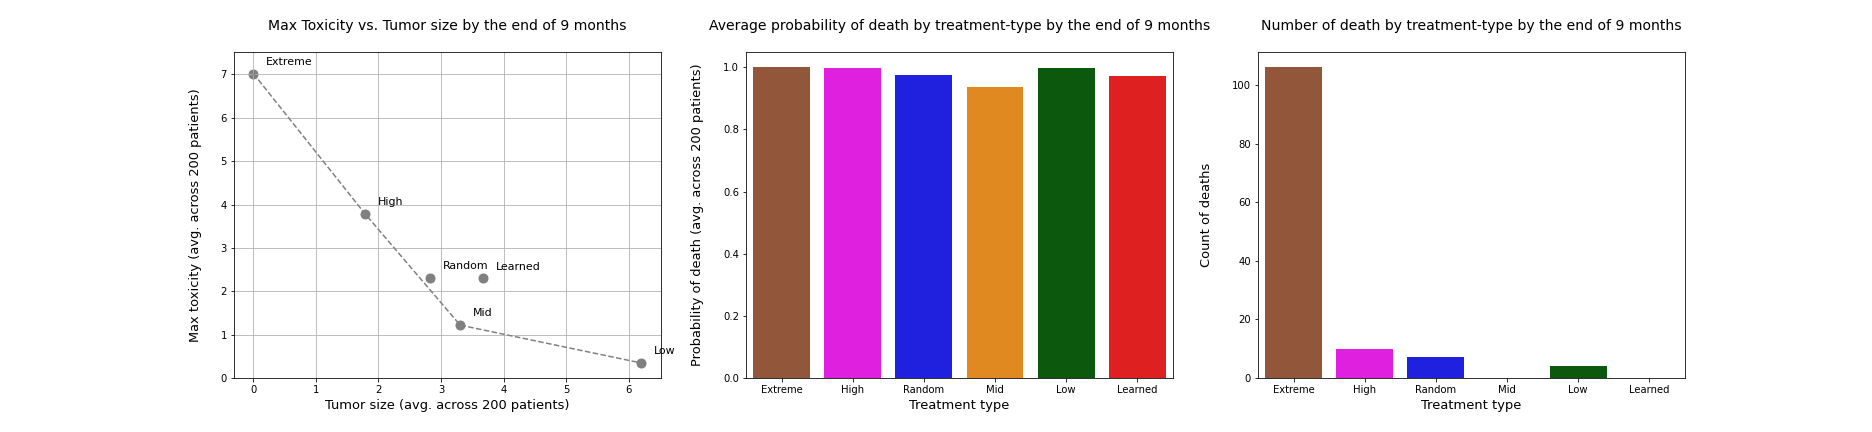 Max Toxicity vs. Tumor size by the end of 9 months
7
6
5
4
3
2
1
0
Max toxicity (avg. across 200 patients)
Extreme
High
Random
Learned
Mid
Low
0 1 2 3 4 5 6
Tumor size (avg. across 200 patients)
Average probability of death by treatment-type by the end of 9 months
1.0
0.8
0.6
0.4
0.2
0.0
Probability of death (avg. across 200 patients)
Extreme High Random Mid Low Learned
Treatment type
Number of death by treatment-type by the end of 9 months
100
80
60
40
20
0
Count of deaths
Extreme High Random Mid Low Learned
Treatment type